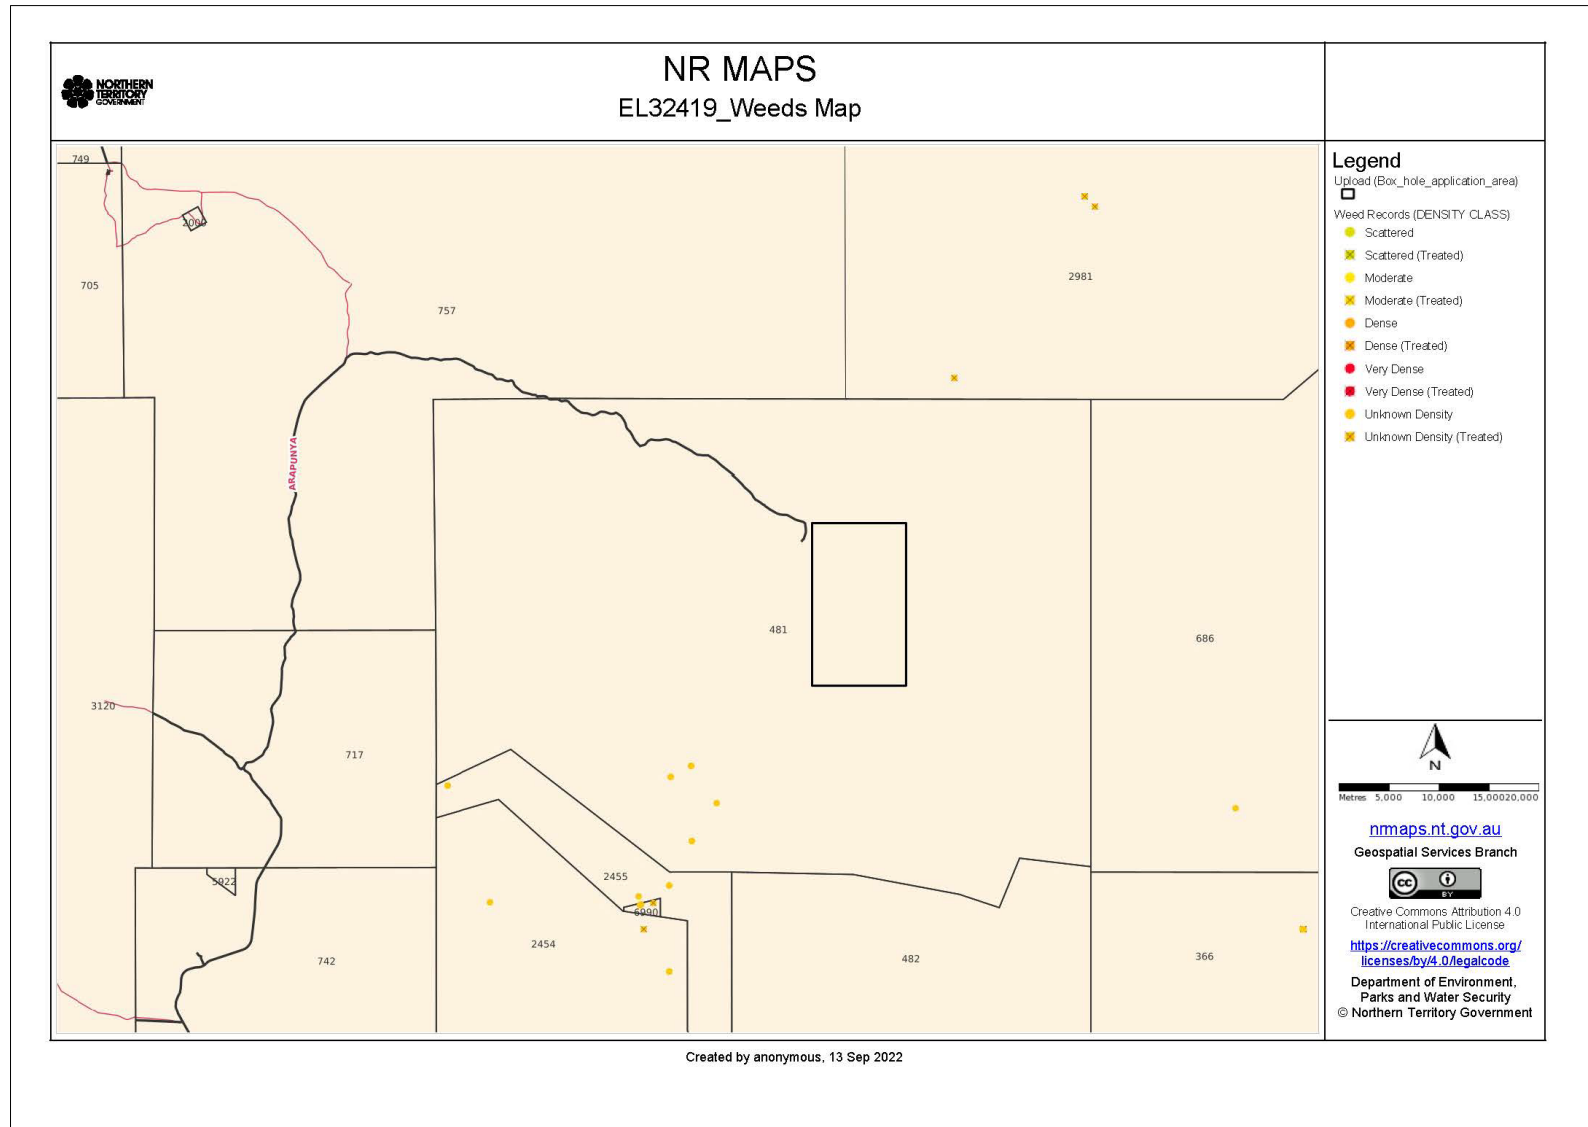 NORTHERN
TERRITORY
GOVERNMENT
NR MAPS
EL32419_Weeds Map
749
2000
705
757
2981
ARAPUNYA
481
686
3120
717
5922
2455
6990
2454
742
482
366
Legend
Upload (Box_hole_application_area)
Weed Records (DENSITY CLASS)
Scattered
Scattered (Treated)
Moderate
Moderate (Treated)
Dense
Dense (Treated)
Very Dense
Very Dense (Treated)
Unknown Density
Unknown Density (Treated)
N
Metres 5,000 10,000 15,000 20,000
nrmaps.nt.gov.au
Geospatial Services Branch
cc
BY
Creative Commons Attribution 4.0
International Public License
https://creativecommons.org/
licenses/by/4.0/legalcode
Department of Environment,
Parks and Water Security
© Northern Territory Government
Created by anonymous, 13 Sep 2022